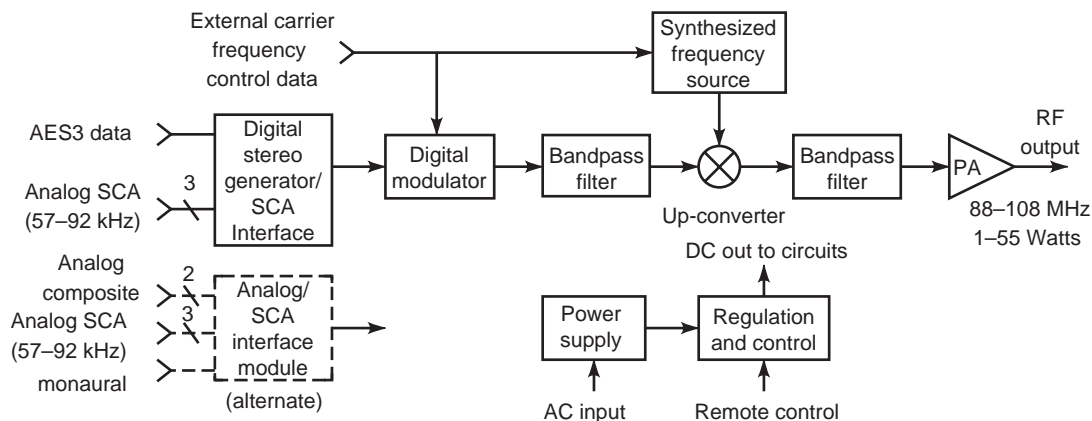 External carrier
frequency
control data
Synthesized
frequency
source
AES3 data
Analog SCA
(57–92 kHz)
3
Digital
stereo
generator/
SCA
Interface
Digital
modulator
Bandpass
filter
Up-converter
Bandpass
filter
PA
RF
output
88–108 MHz
1–55 Watts
Analog
composite
2
Analog SCA
(57–92 kHz)
3
monaural
Analog/
SCA
interface
module
(alternate)
DC out to circuits
Power
supply
Regulation
and control
AC input
Remote control